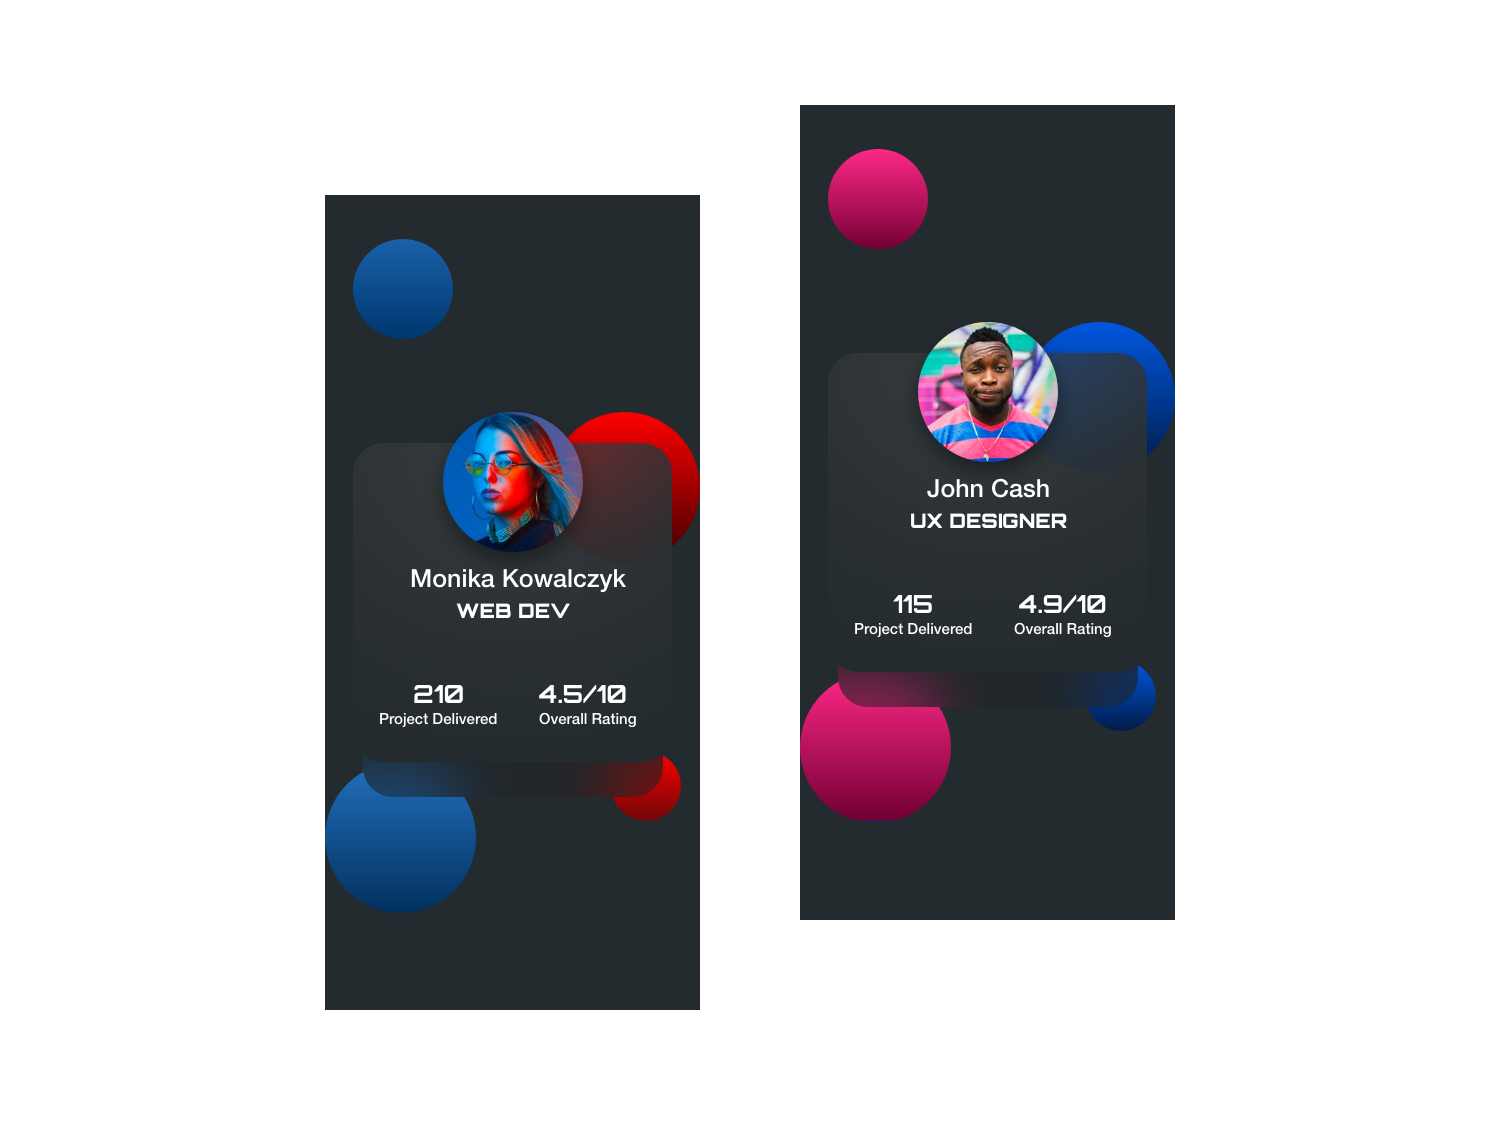 Monika Kowalczyk
WEB DEV
210
Project Delivered
4.5/10
Overall Rating
John Cash
UX DESIGNER
115
Project Delivered
4.9/10
Overall Rating